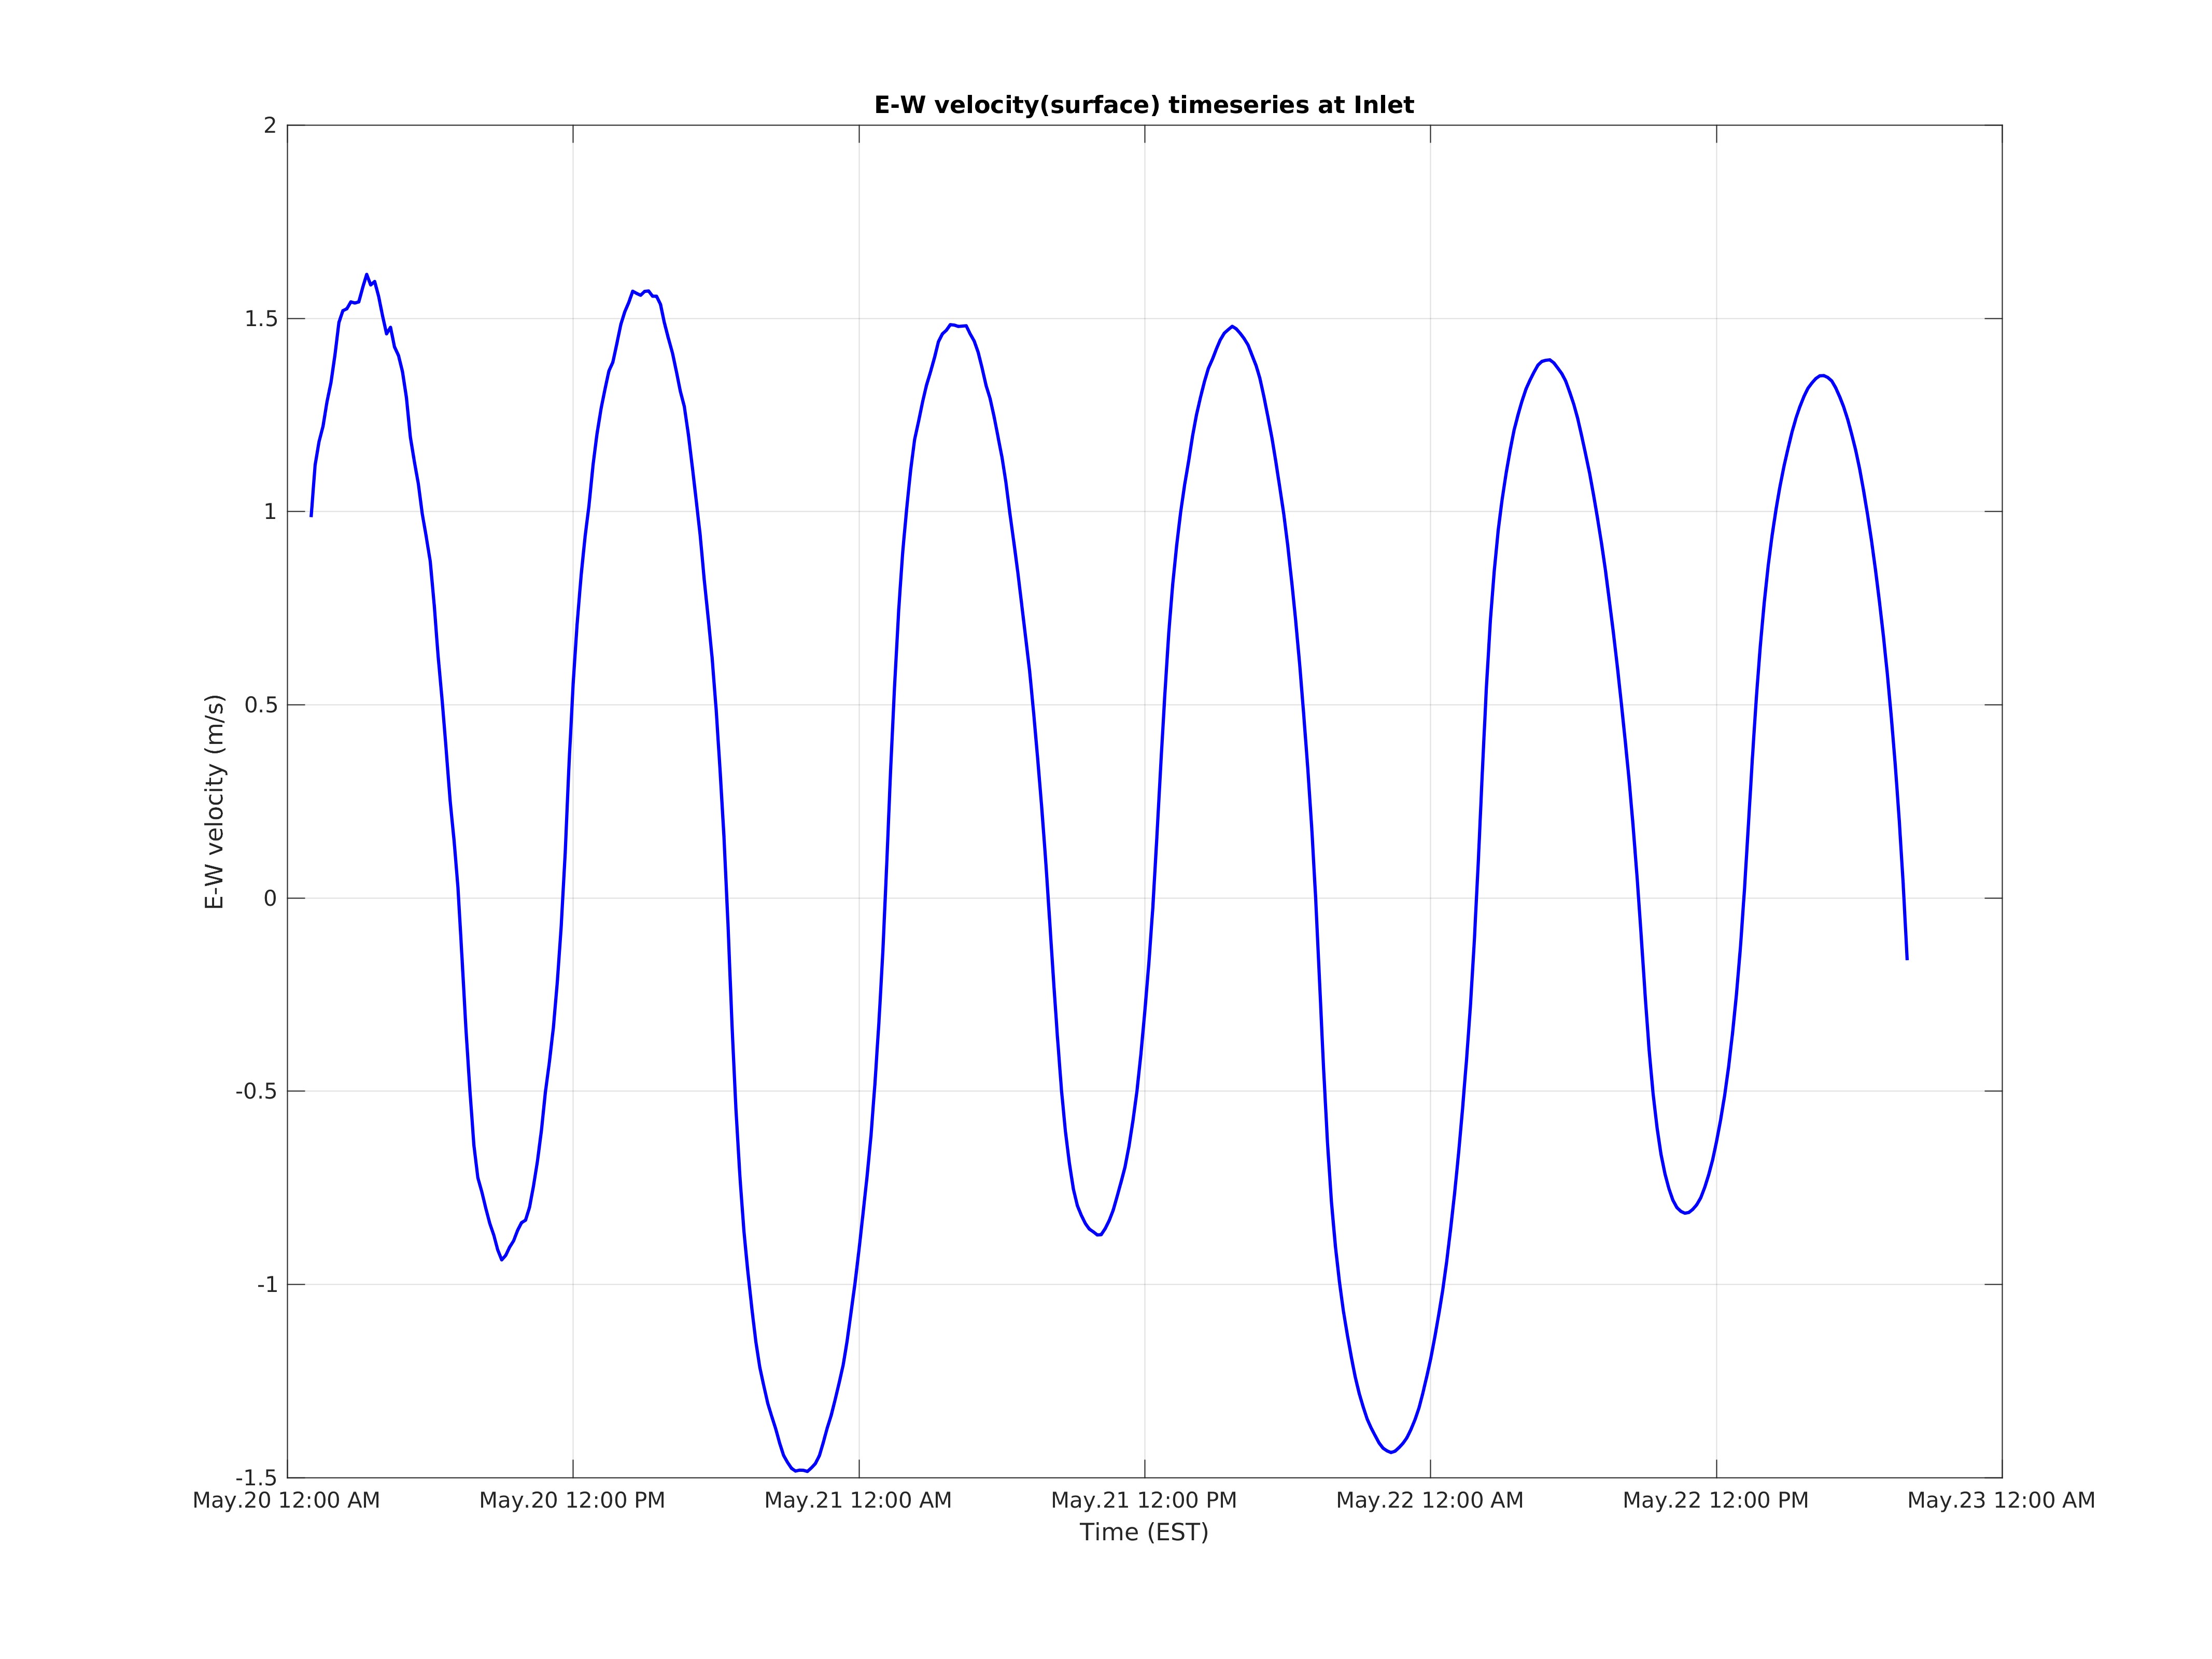 E-W velocity(surface) timeseries at Inlet
2
1.5
1
0.5
0
-0.5
-1
-1.5
E-W velocity (m/s)
May.20 12:00 AM May.20 12:00 PM May.21 12:00 AM May.21 12:00 PM May.22 12:00 AM May.22 12:00 PM May.23 12:00 AM
Time (EST)